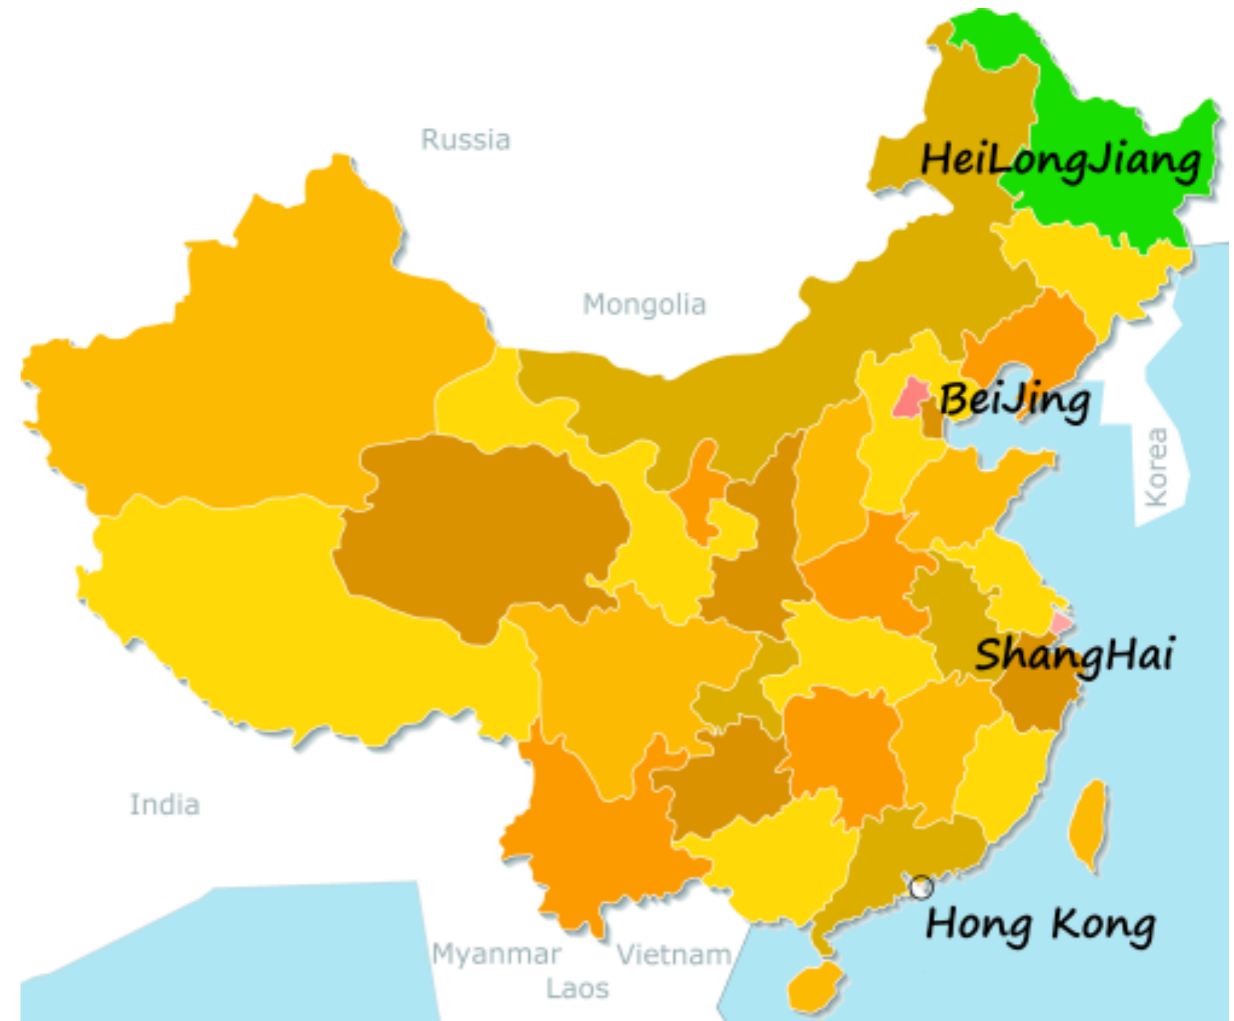 Russia
HeiLongJiang
Mongolia
BeiJing
Korea
ShangHai
India
Hong Kong
Myanmar
Vietnam
Laos